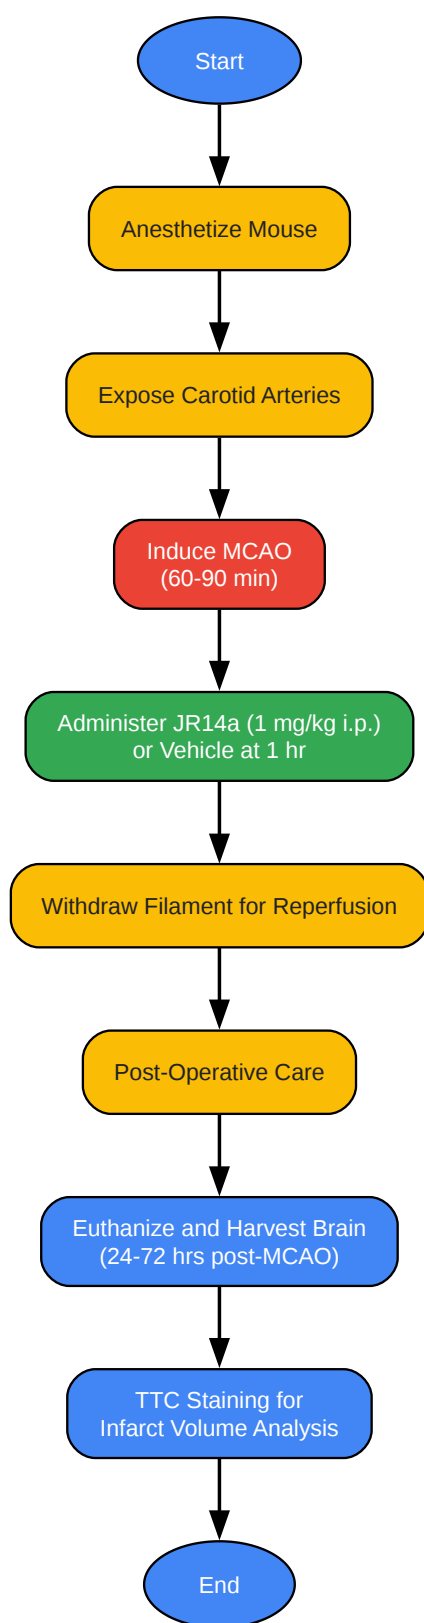 Start
Anesthetize Mouse
Expose Carotid Arteries
Induce MCAO
(60-90 min)
Administer JR14a (1 mg/kg i.p.)
or Vehicle at 1 hr
Withdraw Filament for Reperfusion
Post-Operative Care
Euthanize and Harvest Brain
(24-72 hrs post-MCAO)
TTC Staining for
Infarct Volume Analysis
End